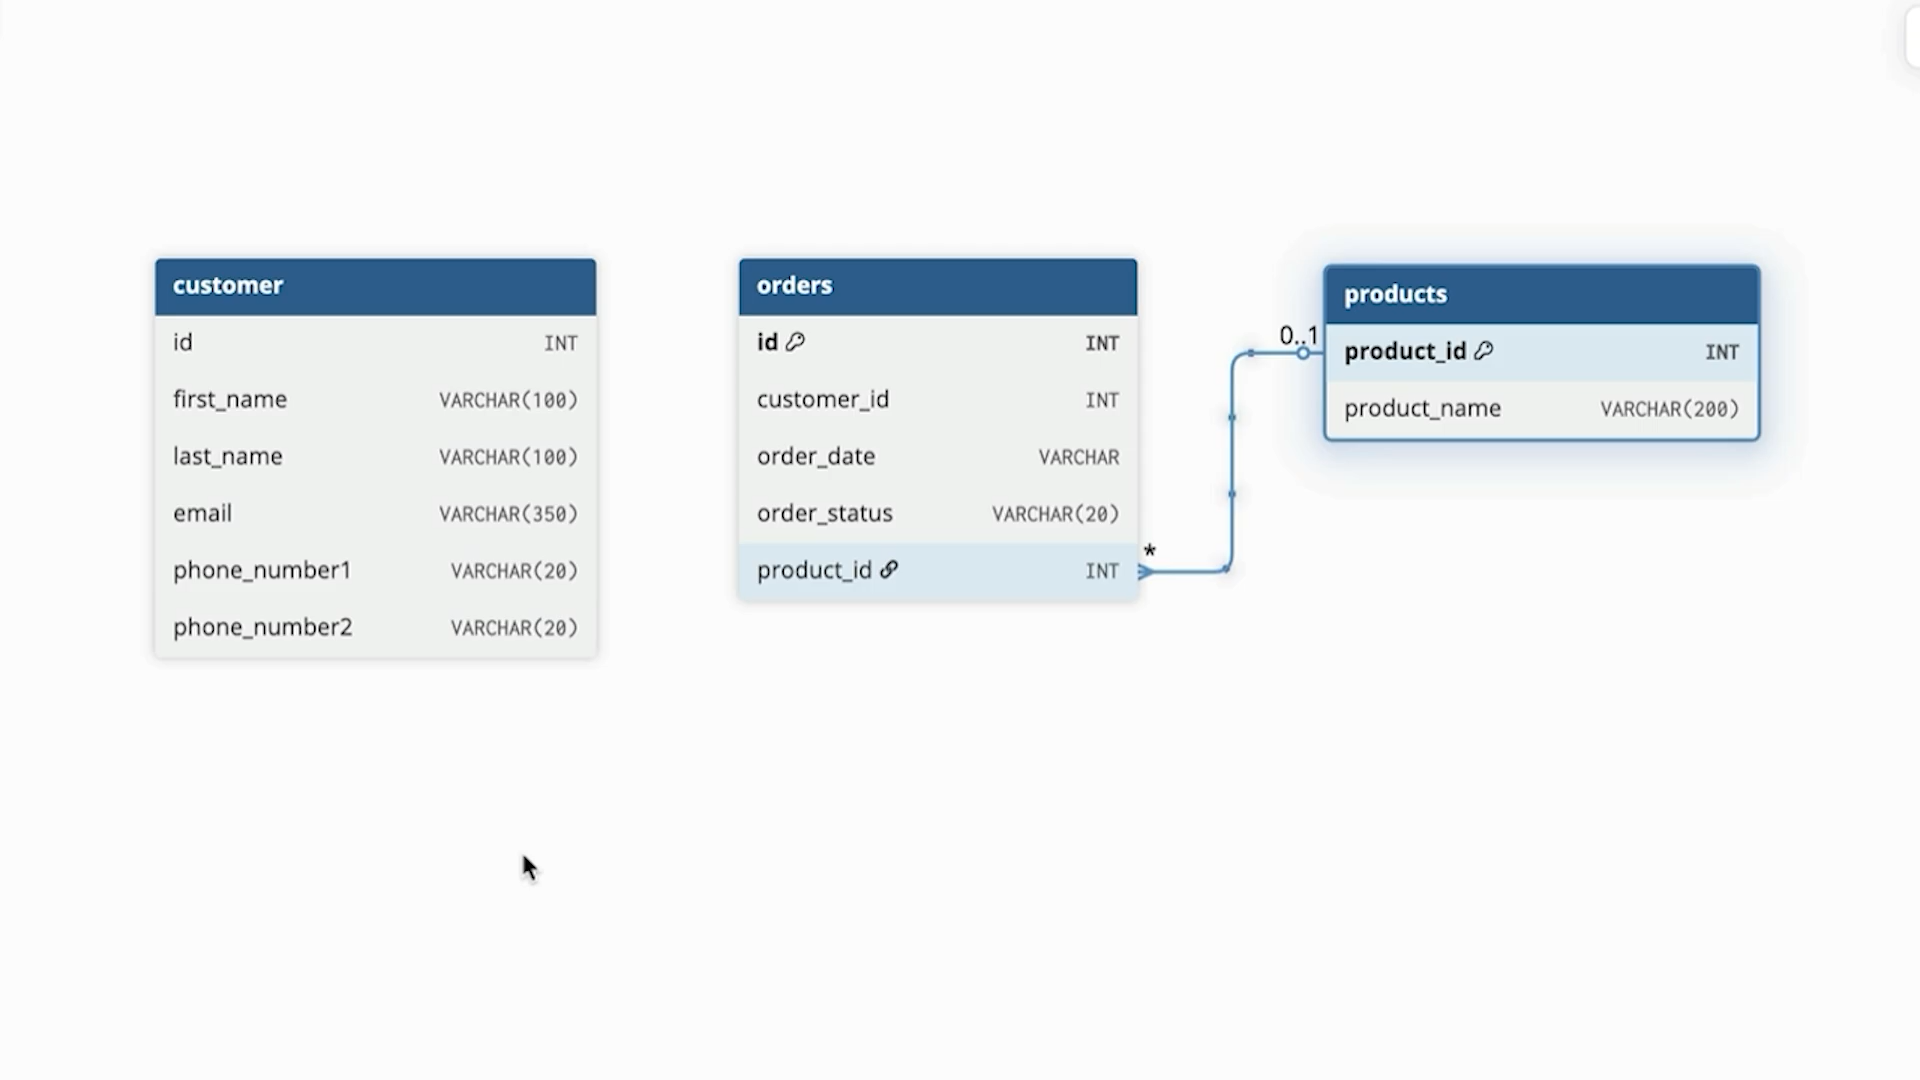 customer
id INT
first_name VARCHAR(100)
last_name VARCHAR(100)
email VARCHAR(350)
phone_number1 VARCHAR(20)
phone_number2 VARCHAR(20)
orders
id INT
customer_id INT
order_date VARCHAR
order_status VARCHAR(20)
product_id INT
*
0..1
products
product_id INT
product_name VARCHAR(200)